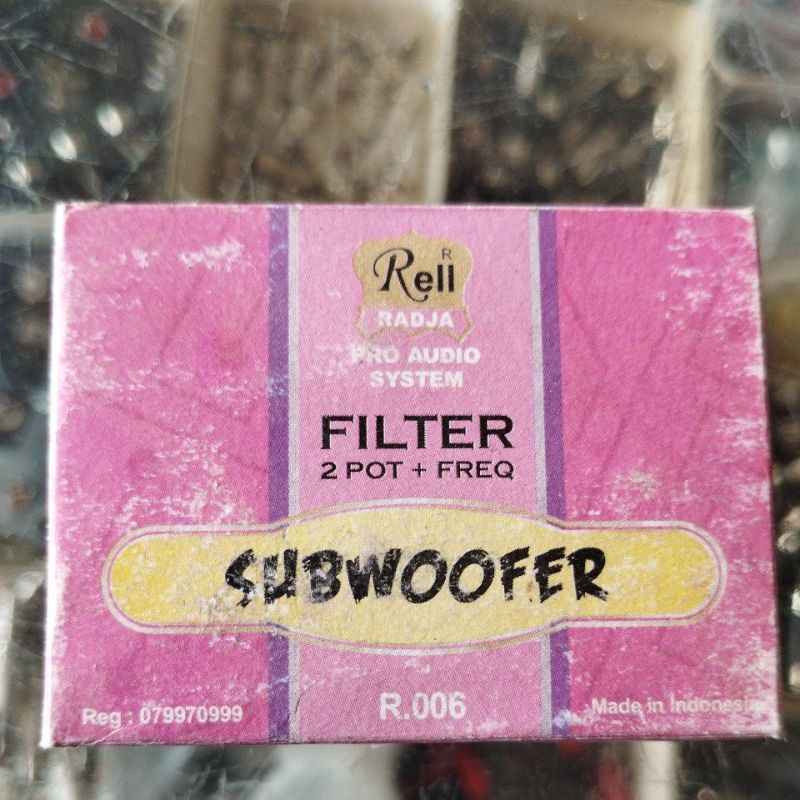 R
Rell
RADJA
PRO AUDIO
SYSTEM
FILTER
2 POT + FREQ
SUBWOOFER
Reg : 079970999
R.006
Made in Indonesia